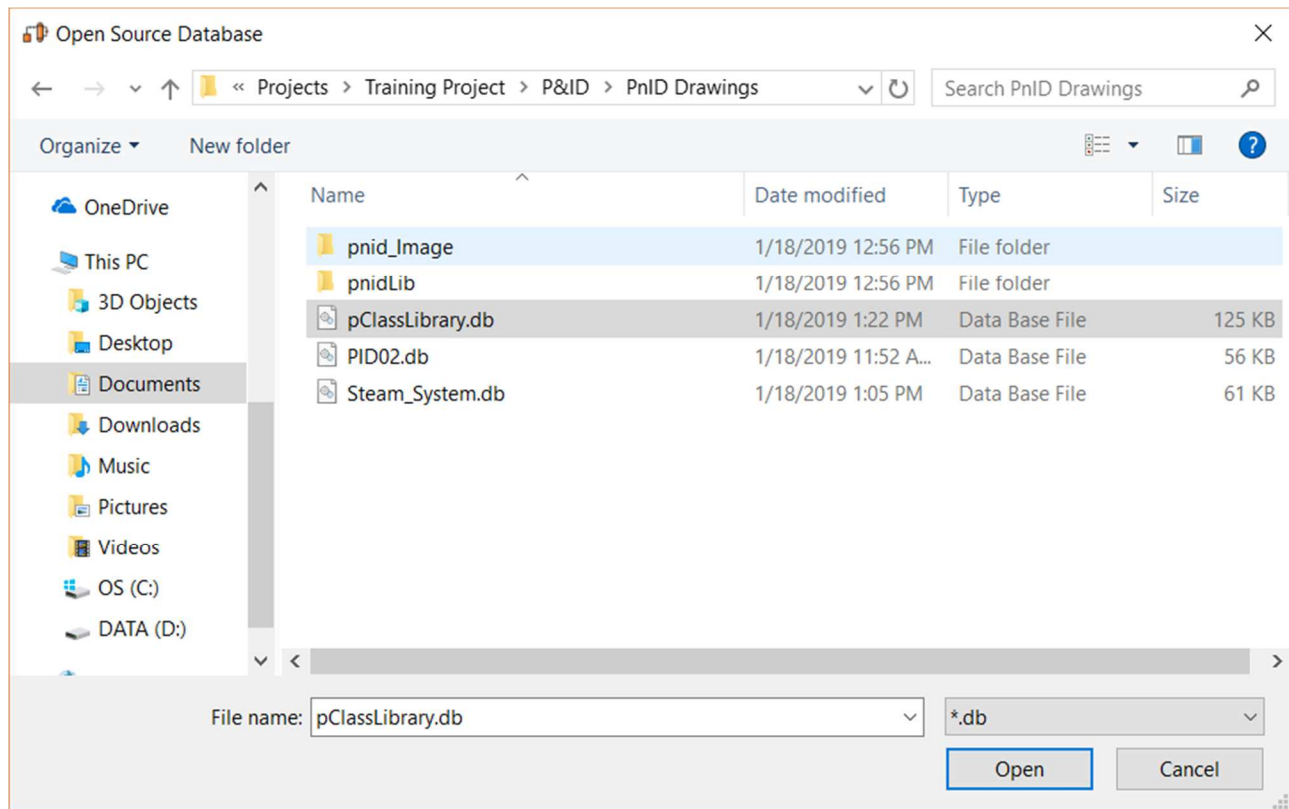 Open Source Database
« Projects > Training Project > P&ID > PnID Drawings
Search PnID Drawings
Organize
New folder
?
Name Date modified Type Size
OneDrive
This PC
3D Objects
Desktop
Documents
Downloads
Music
Pictures
Videos
OS (C:)
DATA (D:)
pnid_Image 1/18/2019 12:56 PM File folder
pnidLib 1/18/2019 12:56 PM File folder
pClassLibrary.db 1/18/2019 1:22 PM Data Base File 125 KB
PID02.db 1/18/2019 11:52 A... Data Base File 56 KB
Steam_System.db 1/18/2019 1:05 PM Data Base File 61 KB
File name: pClassLibrary.db
*.db
Open
Cancel